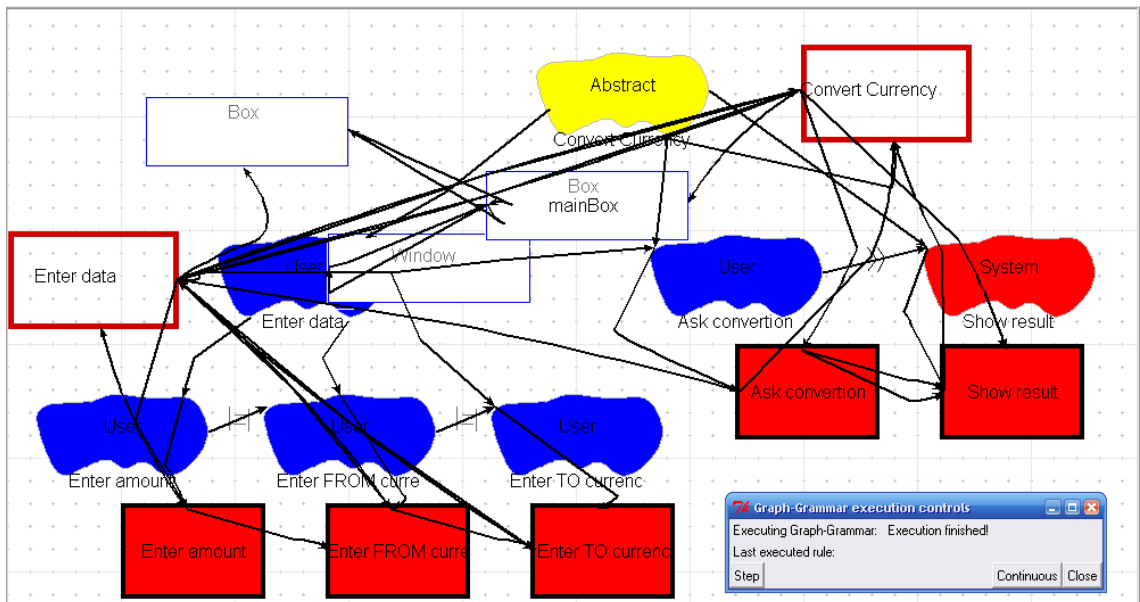 Abstract
Convert Currency
Box
Convert Currency
Box
mainBox
Window
Enter data
User
Enter data
User
Ask convertion
System
Show result
Ask convertion
Show result
User
|=|
User
|=|
User
Enter amount
Enter FROM curre
Enter TO currenc
Enter amount
Enter FROM curre
Enter TO currenc
Graph-Grammar execution controls
Executing Graph-Grammar: Execution finished!
Last executed rule:
Step
Continuous
Close